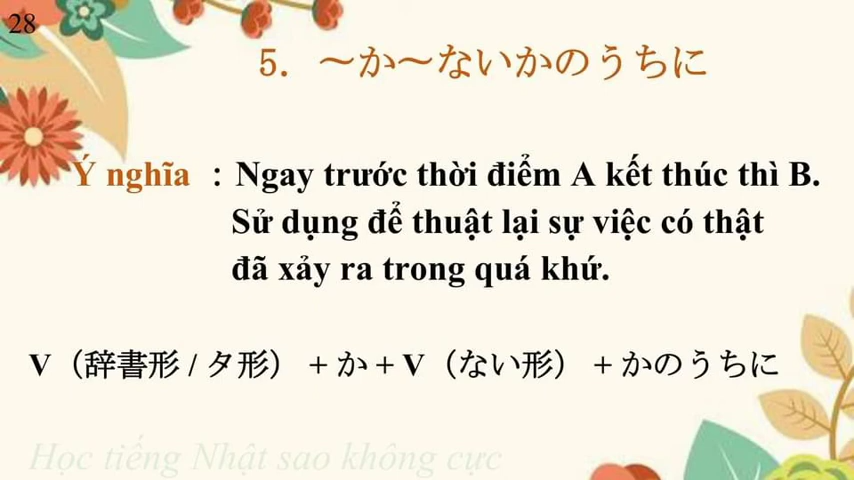 28
5. ～か～ないかのうちに
Ý nghĩa : Ngay trước thời điểm A kết thúc thì B.
Sử dụng để thuật lại sự việc có thật
đã xảy ra trong quá khứ.
V（辞書形 / タ形） + か + V（ない形） + かのうちに
Học tiếng Nhật sao không cực